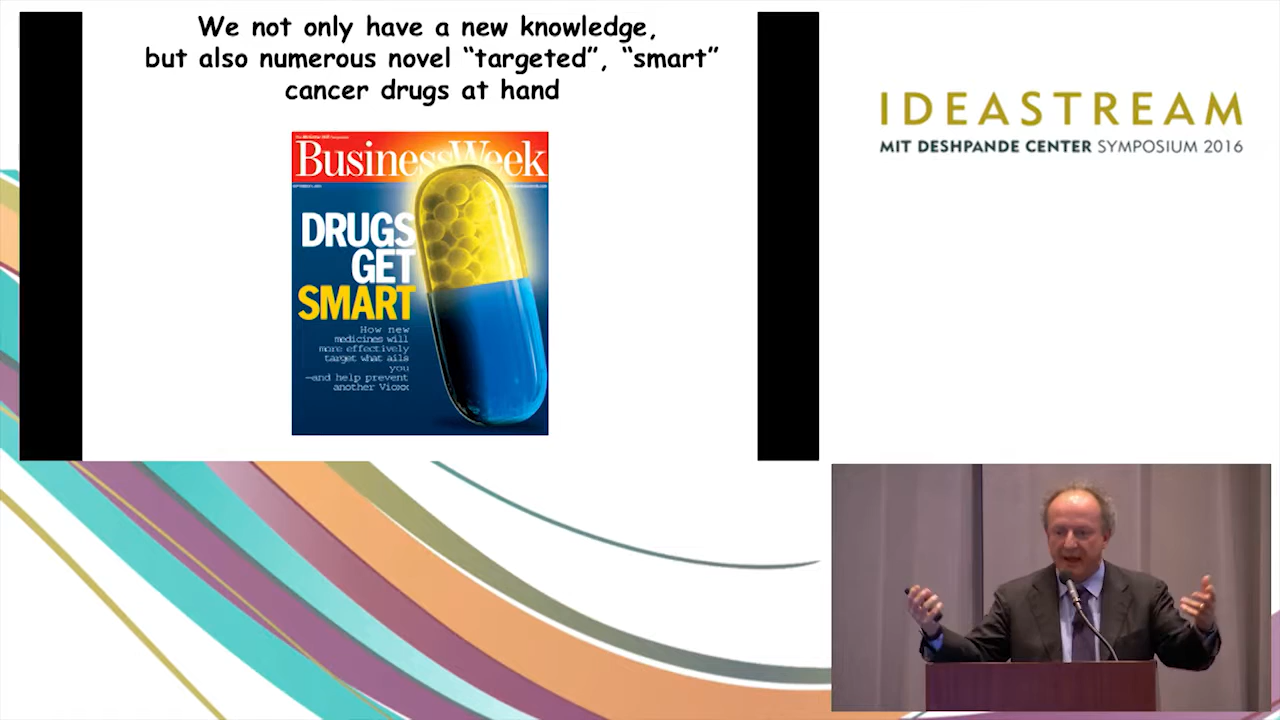 We not only have a new knowledge,
but also numerous novel “targeted”, “smart”
cancer drugs at hand
BusinessWeek
DRUGS
GET
SMART
How new
medicines will
more effectively
target what ails
you
—and help prevent
another Vioxx
IDEASTREAM
MIT DESHPANDE CENTER SYMPOSIUM 2016